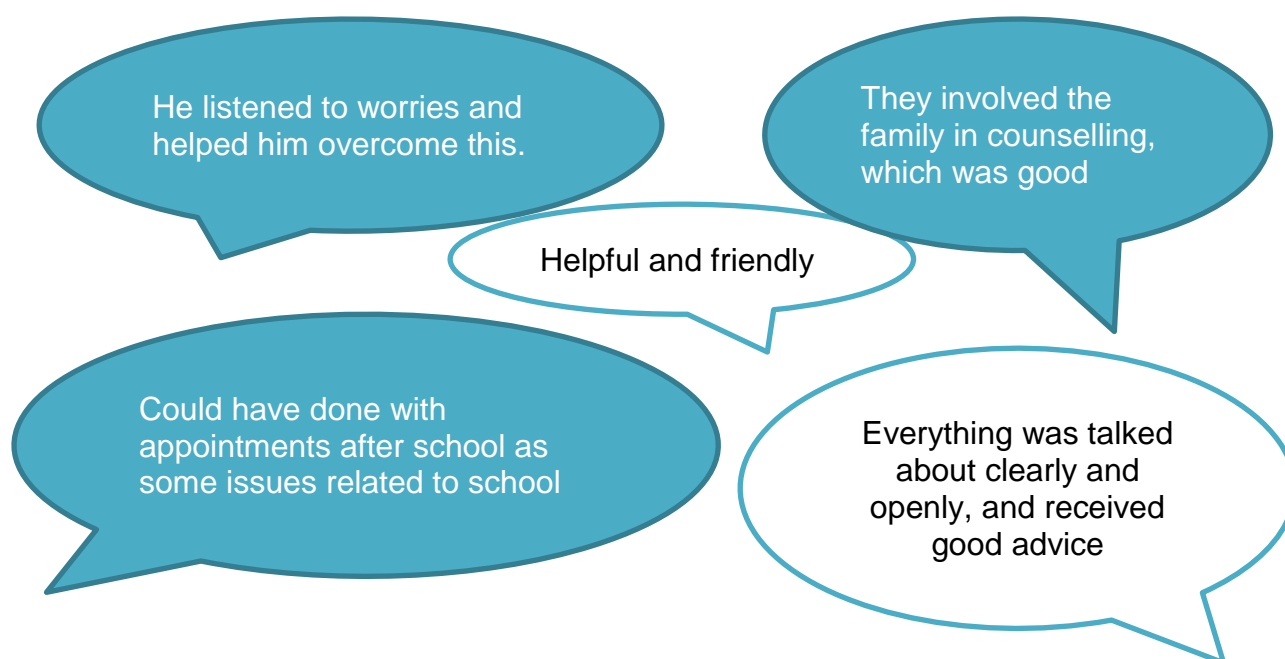 He listened to worries and
helped him overcome this.
They involved the
family in counselling,
which was good
Helpful and friendly
Could have done with
appointments after school as
some issues related to school
Everything was talked
about clearly and
openly, and received
good advice